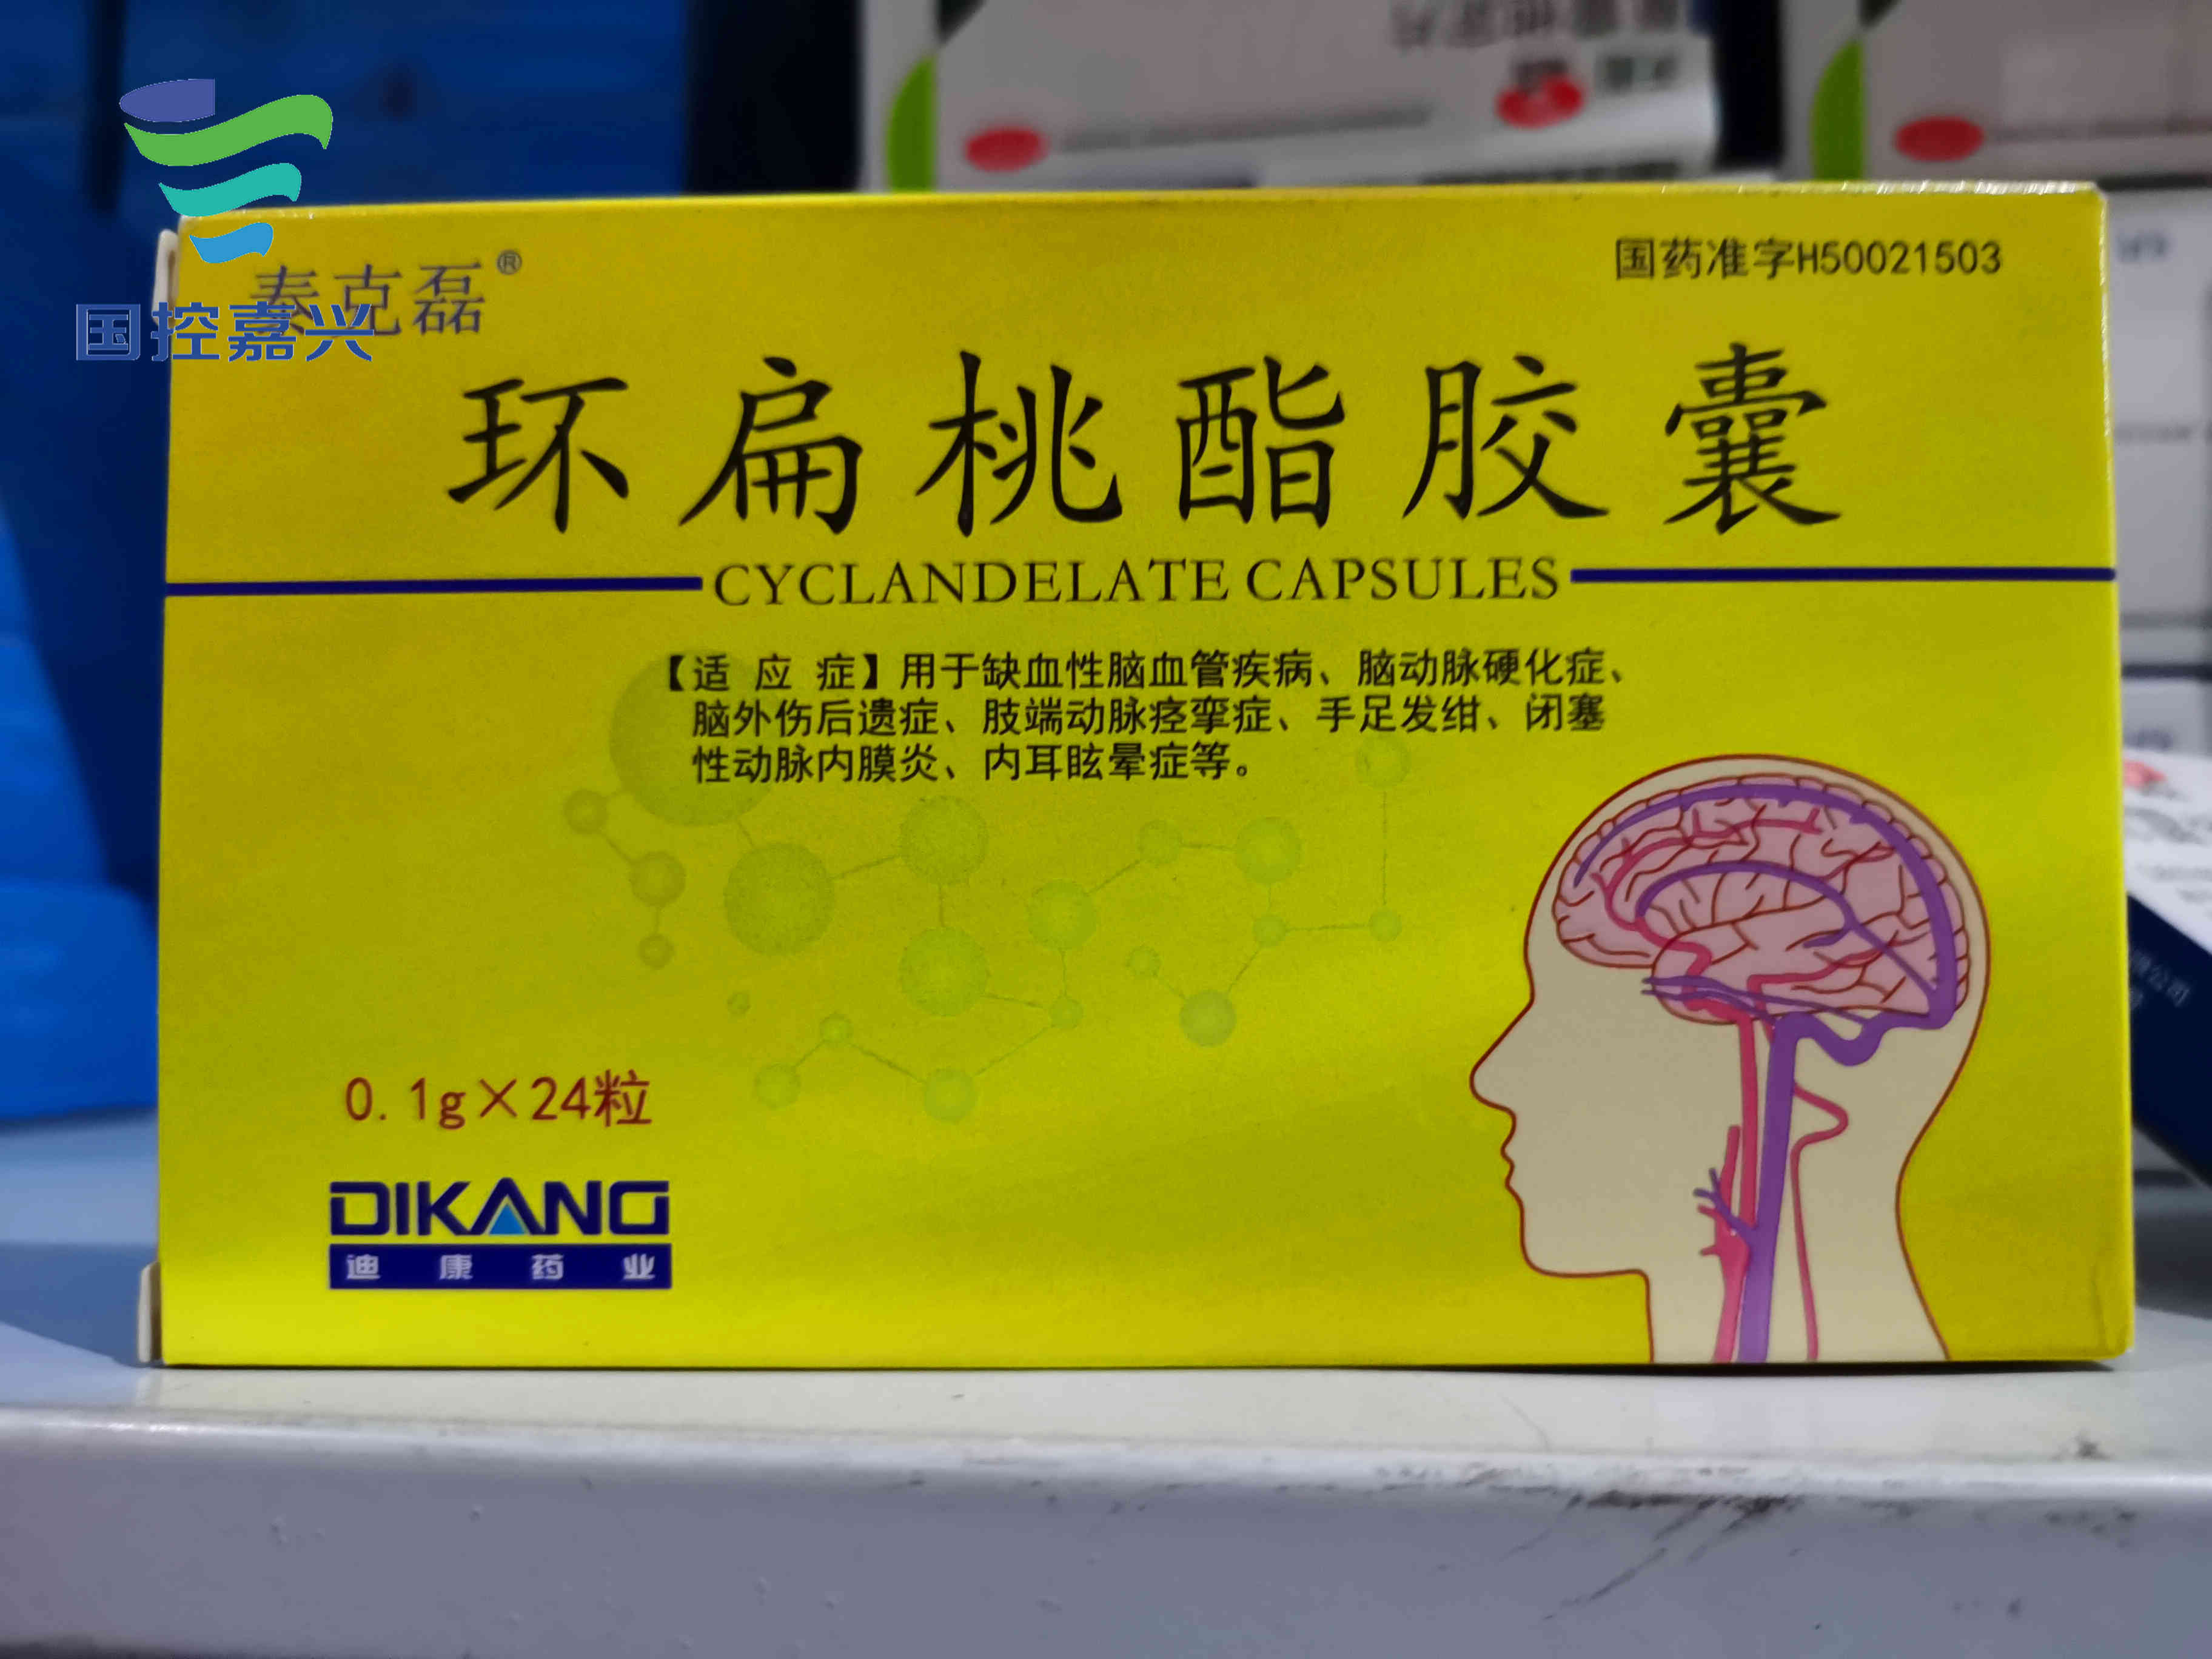 泰克磊®
国控嘉兴
国药准字H50021503
环扁桃酯胶囊
CYCLANDELATE CAPSULES
【适应症】用于缺血性脑血管疾病、脑动脉硬化症、
脑外伤后遗症、肢端动脉痉挛症、手足发绀、闭塞
性动脉内膜炎、内耳眩晕症等。
0.1g×24粒
DIKANG
迪康药业